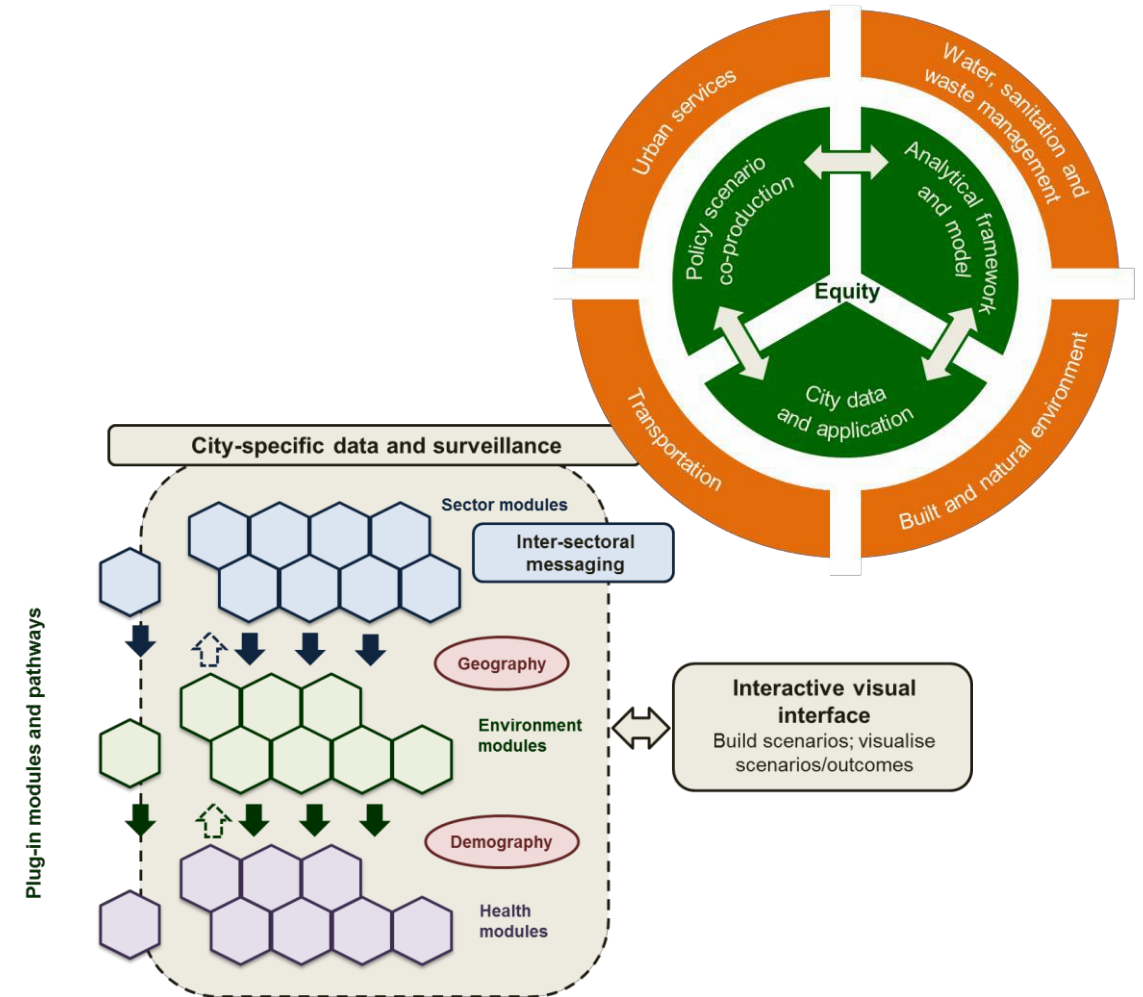 Urban services
Water, sanitation and
waste management
Policy scenario
co-production
Analytical framework
and model
Equity
City data
and application
Transportation
Built and natural environment
City-specific data and surveillance
Sector modules
Inter-sectoral
messaging
Geography
Environment
modules
Demography
Health
modules
Plug-in modules and pathways
Interactive visual
interface
Build scenarios; visualise
scenarios/outcomes